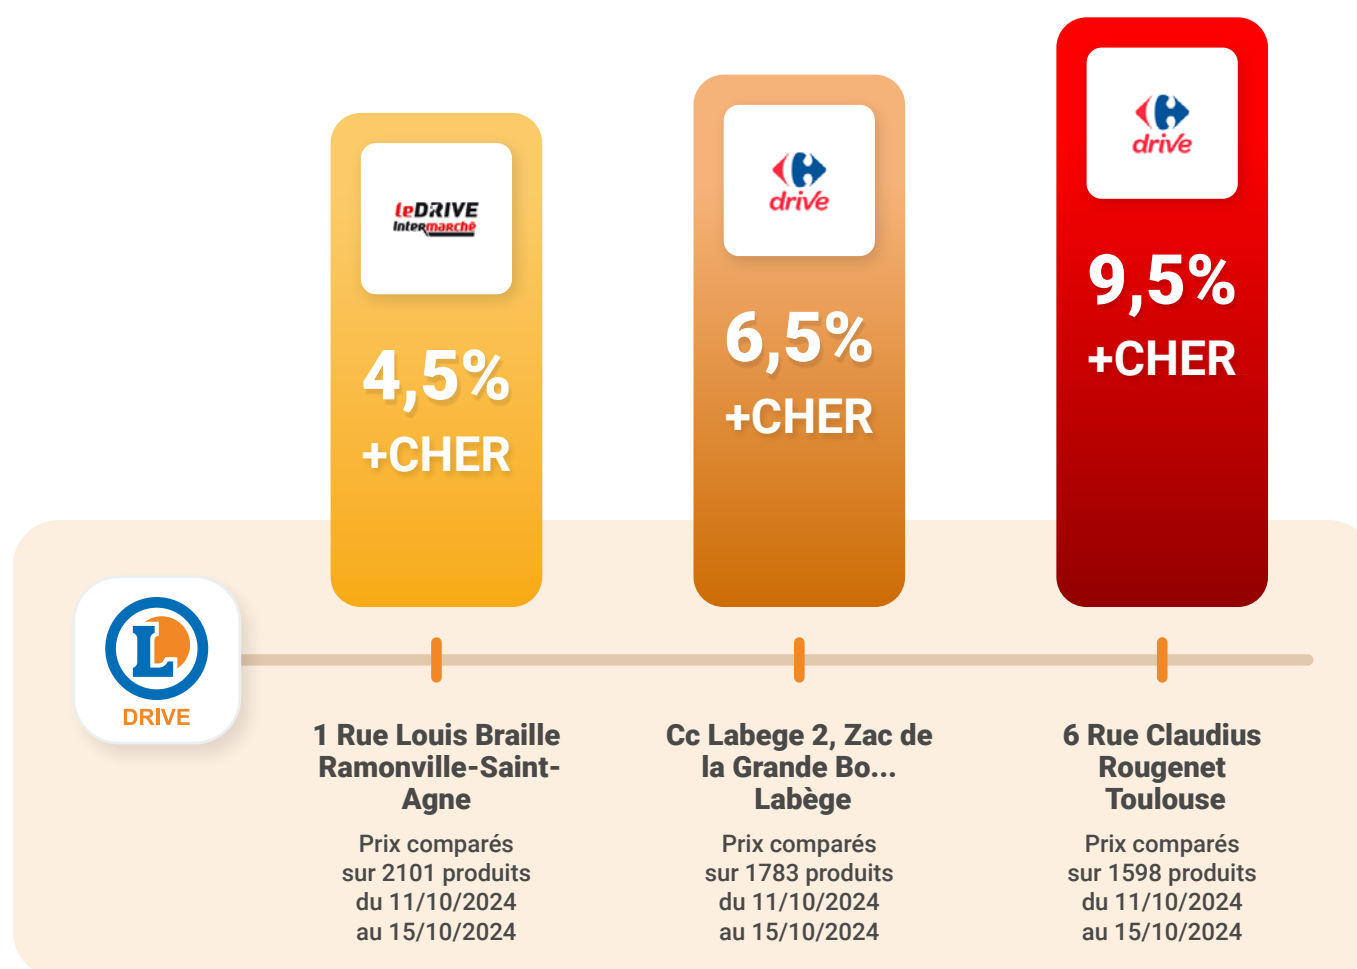 leDRIVE
Intermarché
4,5%
+CHER
drive
6,5%
+CHER
drive
9,5%
+CHER
L
DRIVE
1 Rue Louis Braille
Ramonville-Saint-
Agne
Prix comparés
sur 2101 produits
du 11/10/2024
au 15/10/2024
Cc Labege 2, Zac de
la Grande Bo...
Labège
Prix comparés
sur 1783 produits
du 11/10/2024
au 15/10/2024
6 Rue Claudius
Rougenet
Toulouse
Prix comparés
sur 1598 produits
du 11/10/2024
au 15/10/2024